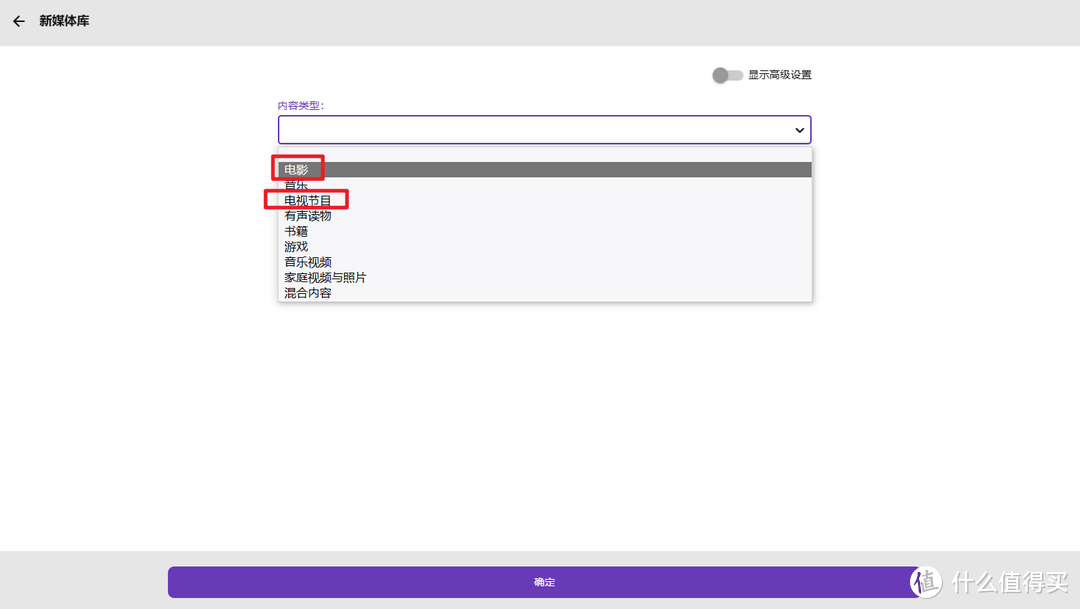 新媒体库
显示高级设置
内容类型:
电影
音乐
电视节目
有声读物
书籍
游戏
音乐视频
家庭视频与照片
混合内容
确定
值 什么值得买